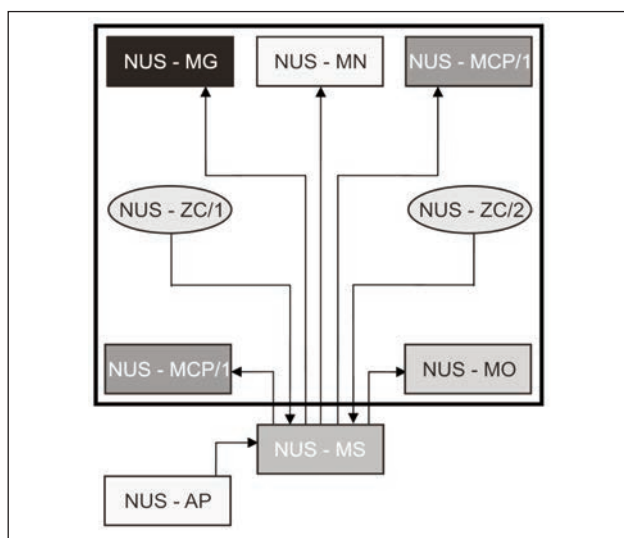 NUS - MG
NUS - MN
NUS - MCP/1
NUS - ZC/1
NUS - ZC/2
NUS - MCP/1
NUS - MO
NUS - MS
NUS - AP